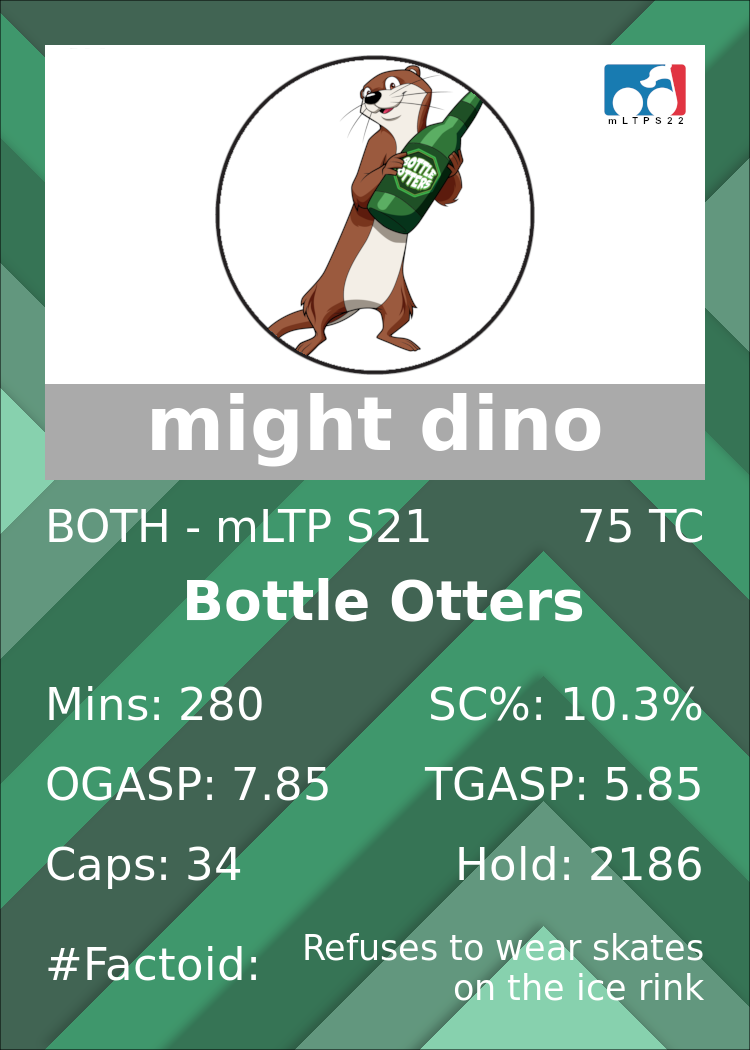 mLTPS22
BOTTLE
OTTERS
might dino
BOTH - mLTP S21 75 TC
Bottle Otters
Mins: 280 SC%: 10.3%
OGASP: 7.85 TGASP: 5.85
Caps: 34 Hold: 2186
#Factoid: Refuses to wear skates
on the ice rink